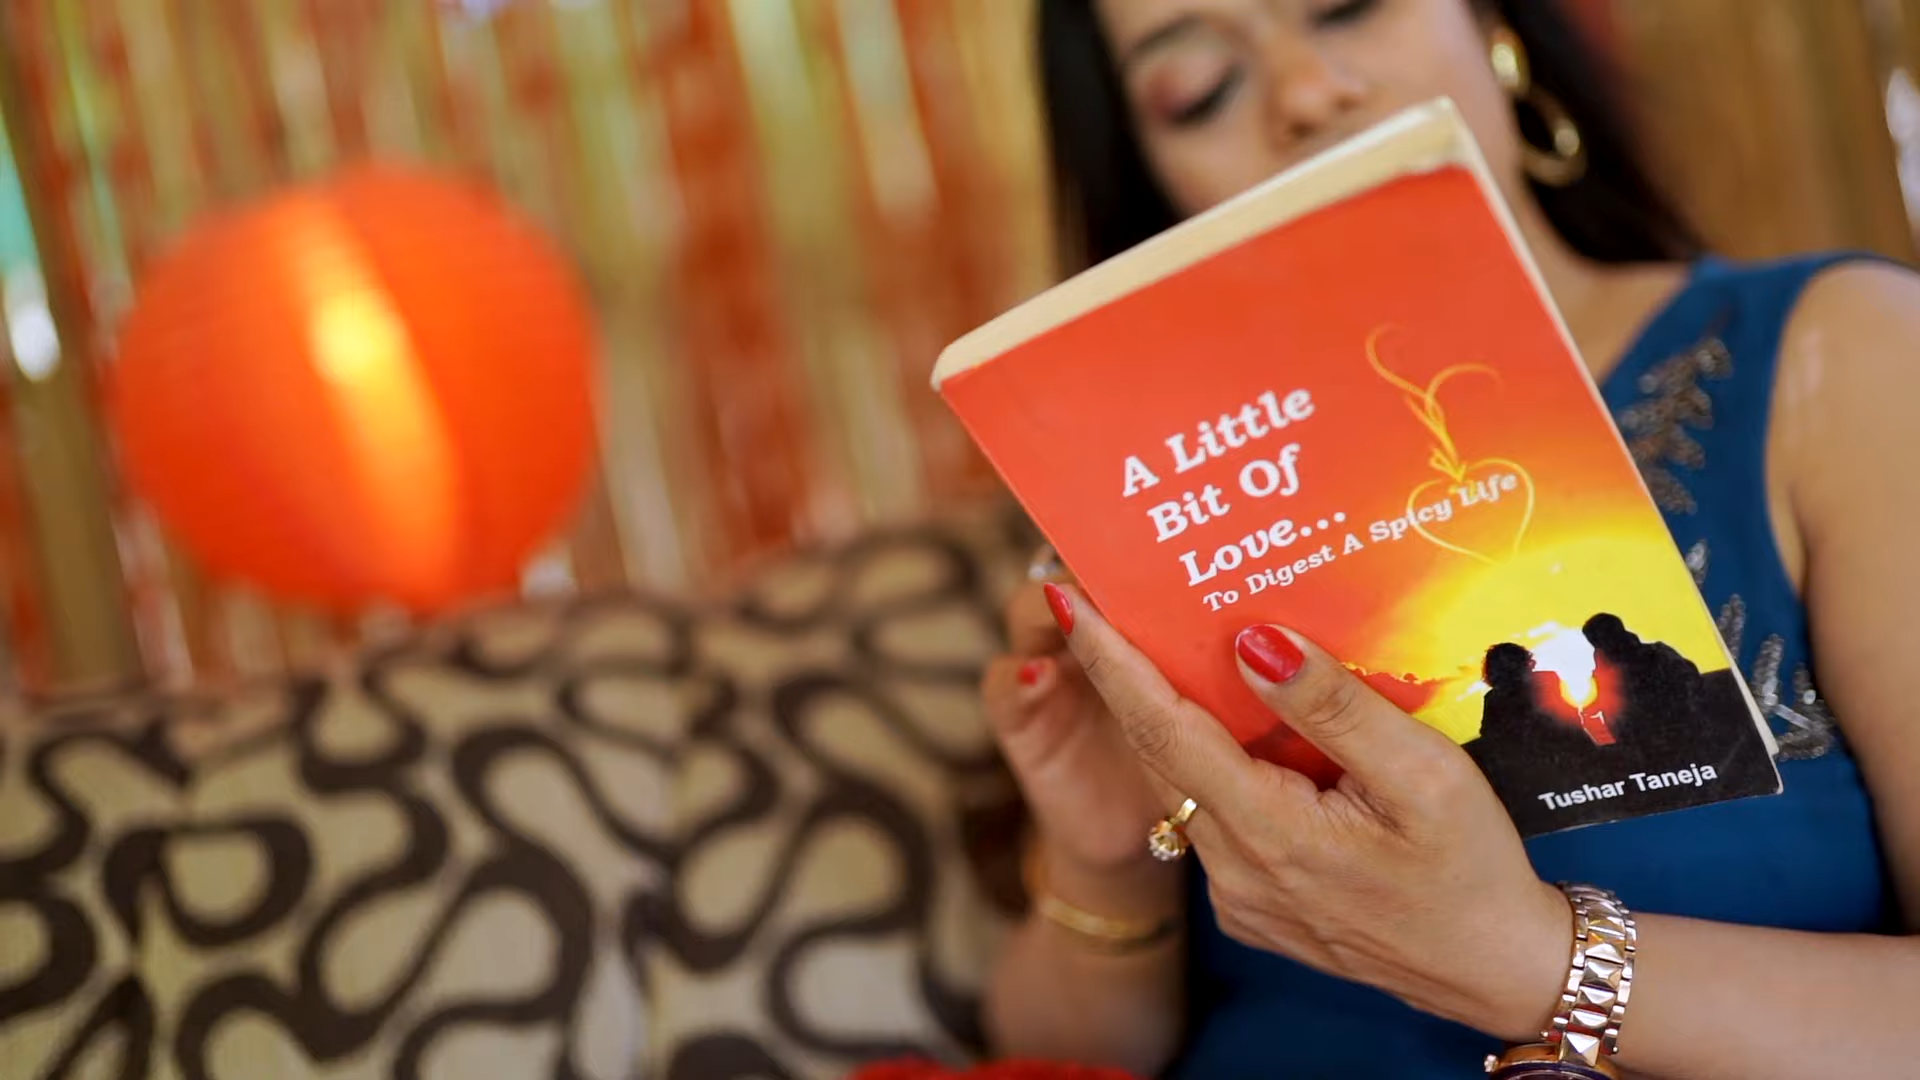 A Little
Bit Of
Love...
To Digest A Spicy Life
Tushar Taneja